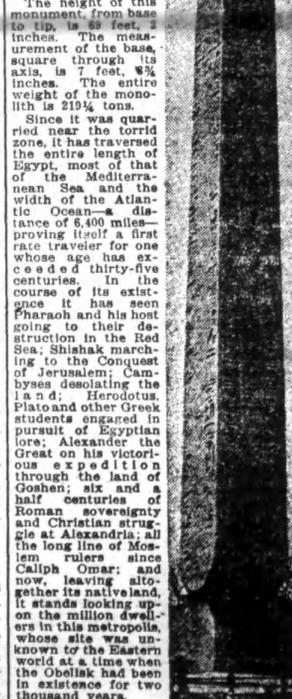 The height of this
monument, from base
to tip, is 69 feet, 2
inches. The meas-
urement of the base,
square through its
axis, is 7 feet, 8¾
inches. The entire
weight of the mono-
lith is 219¼ tons.
Since it was quar-
ried near the torrid
zone, it has traversed
the entire length of
Egypt, most of that
of the Mediterra-
nean Sea and the
width of the Atlan-
tic Ocean—a dis-
tance of 6,400 miles—
proving itself a first
rate traveler for one
whose age has ex-
ceeded thirty-five
centuries. In the
course of its exist-
ence it has seen
Pharaoh and his host
going to their de-
struction in the Red
Sea; Shishak march-
ing to the Conquest
of Jerusalem; Cam-
byses desolating the
land; Herodotus,
Plato and other Greek
students engaged in
pursuit of Egyptian
lore; Alexander the
Great on his victori-
ous expedition
through the land of
Goshen; six and a
half centuries of
Roman sovereignty
and Christian strug-
gle at Alexandria; all
the long line of Mos-
lem rulers since
Caliph Omar; and
now, leaving alto-
gether its native land,
it stands looking up-
on the million dwell-
ers in this metropolis,
whose site was un-
known to the Eastern
world at a time when
the Obelisk had been
in existence for two
thousand years.